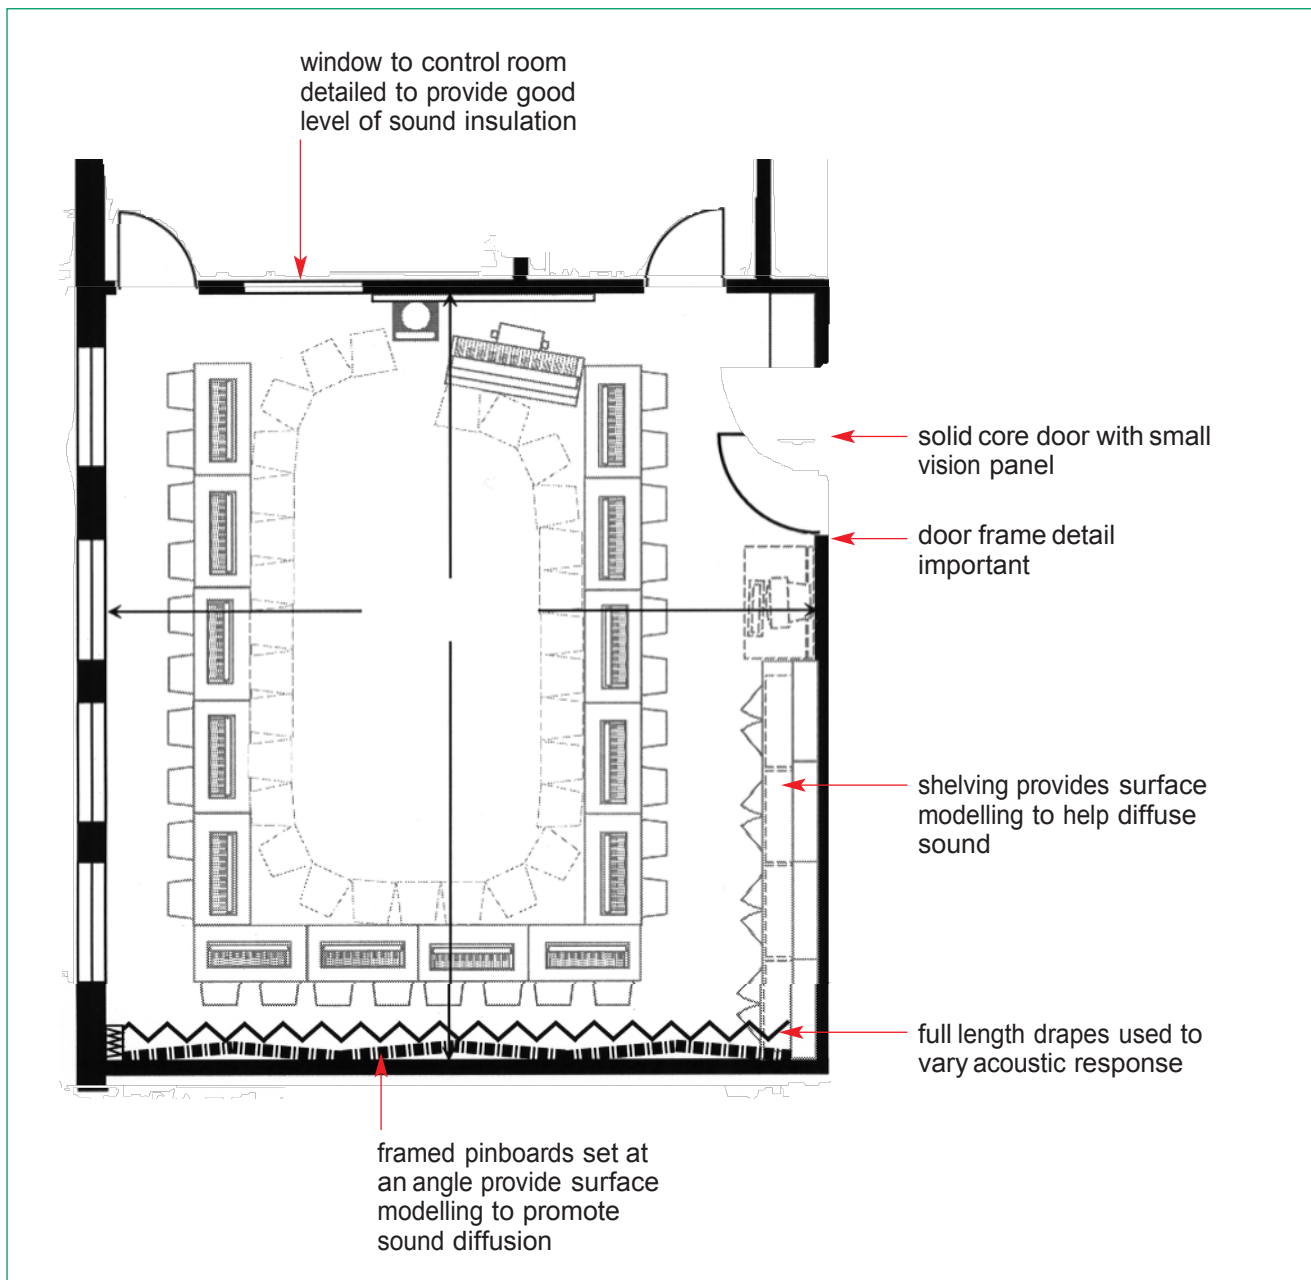 window to control room
detailed to provide good
level of sound insulation
solid core door with small
vision panel
door frame detail
important
shelving provides surface
modelling to help diffuse
sound
full length drapes used to
vary acoustic response
framed pinboards set at
an angle provide surface
modelling to promote
sound diffusion